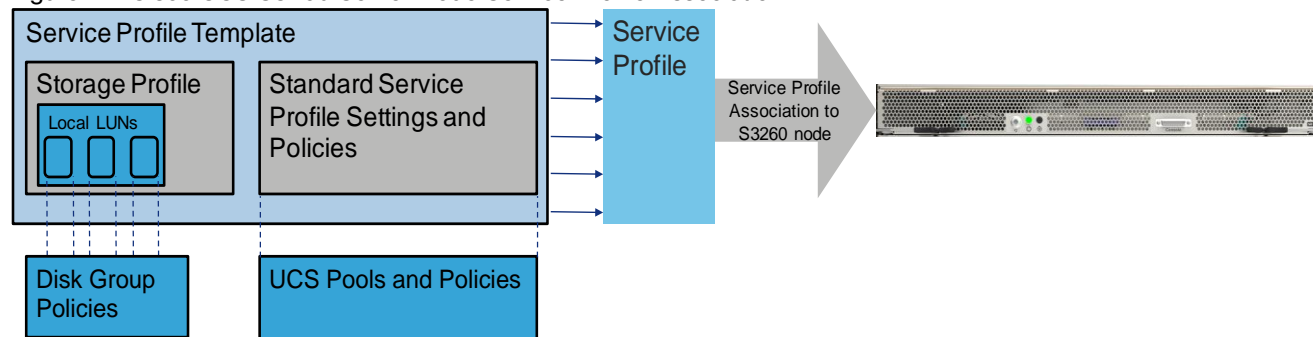 Service Profile Template
Storage Profile
Local LUNs
Standard Service
Profile Settings and
Policies
Service
Profile
Service Profile
Association to
S3260 node
Disk Group
Policies
UCS Pools and Policies